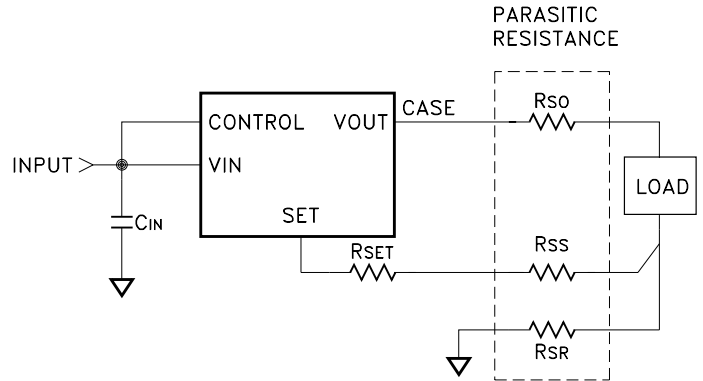 PARASITIC
RESISTANCE
CASE
RSO
CONTROL
VOUT
INPUT
VIN
LOAD
SET
CIN
RSET
RSS
RSR